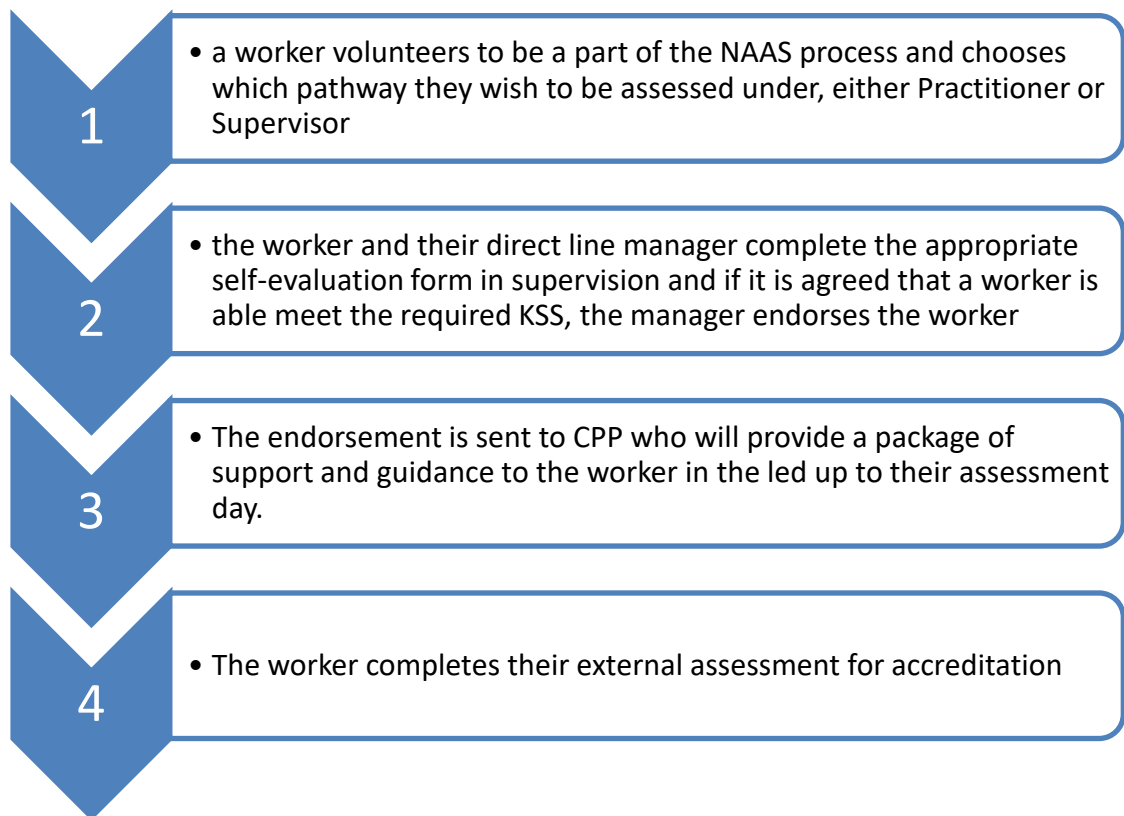 1
• a worker volunteers to be a part of the NAAS process and chooses
which pathway they wish to be assessed under, either Practitioner or
Supervisor
2
• the worker and their direct line manager complete the appropriate
self-evaluation form in supervision and if it is agreed that a worker is
able meet the required KSS, the manager endorses the worker
3
• The endorsement is sent to CPP who will provide a package of
support and guidance to the worker in the led up to their assessment
day.
4
• The worker completes their external assessment for accreditation